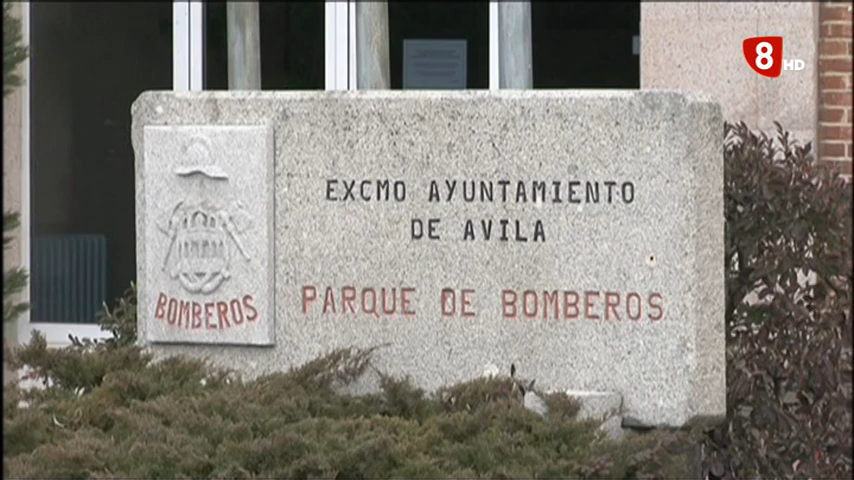 8 HD
EXCMO AYUNTAMIENTO
DE AVILA
PARQUE DE BOMBEROS
BOMBEROS